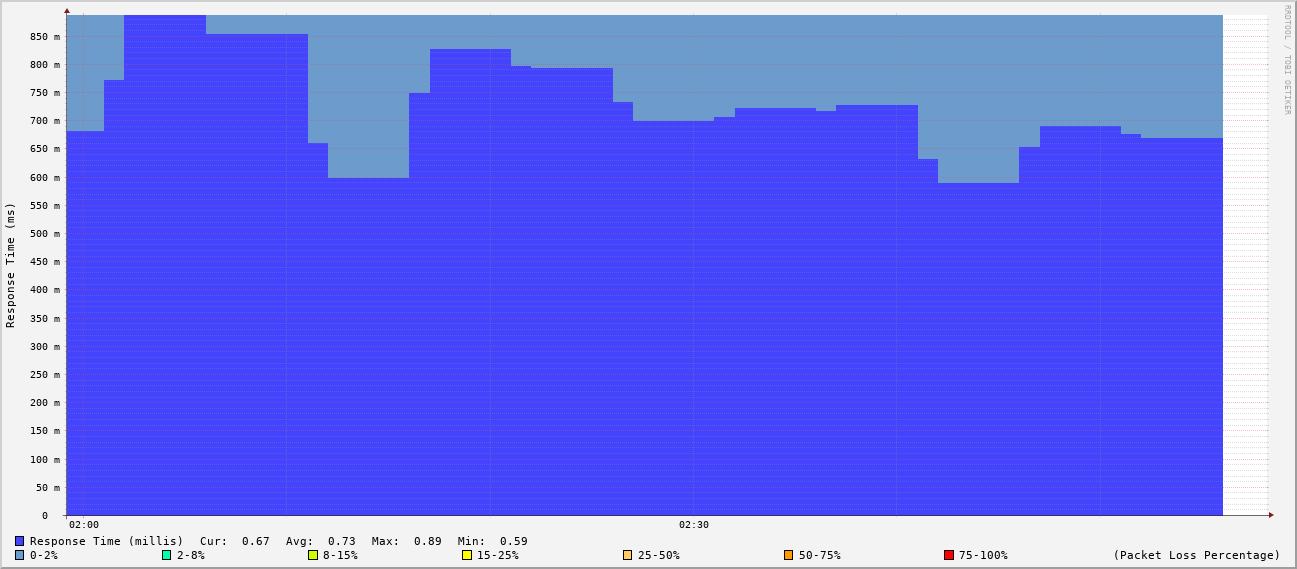 RRDTOOL / TOBI OETIKER
Response Time (ms)
850 m
800 m
750 m
700 m
650 m
600 m
550 m
500 m
450 m
400 m
350 m
300 m
250 m
200 m
150 m
100 m
50 m
0
02:00 02:30
Response Time (millis) Cur: 0.67 Avg: 0.73 Max: 0.89 Min: 0.59
0-2% 2-8% 8-15% 15-25% 25-50% 50-75% 75-100% (Packet Loss Percentage)